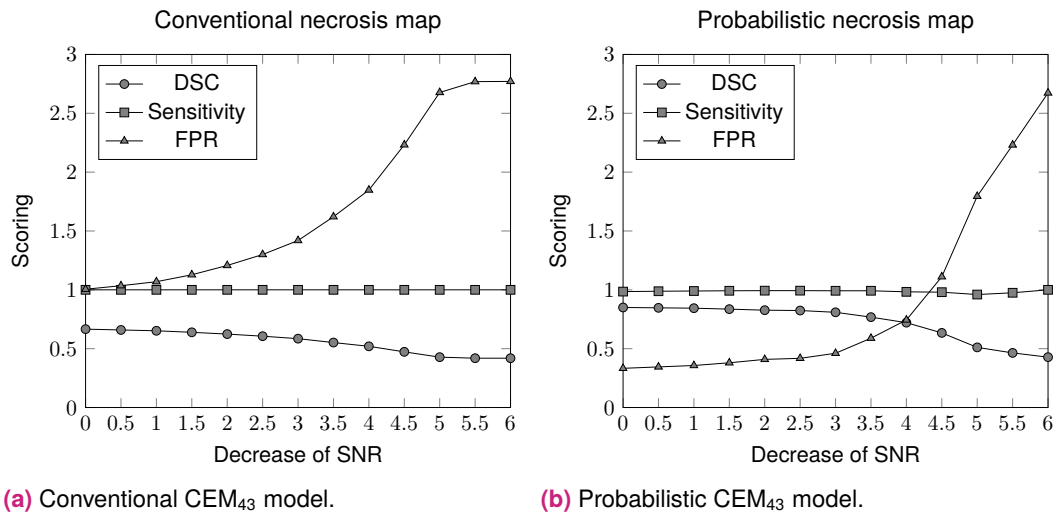 Conventional necrosis map
3
2.5
2
1.5
1
0.5
0
Scoring
DSC
Sensitivity
FPR
0 0.5 1 1.5 2 2.5 3 3.5 4 4.5 5 5.5 6
Decrease of SNR
(a) Conventional CEM43 model.
Probabilistic necrosis map
3
2.5
2
1.5
1
0.5
0
Scoring
DSC
Sensitivity
FPR
0 0.5 1 1.5 2 2.5 3 3.5 4 4.5 5 5.5 6
Decrease of SNR
(b) Probabilistic CEM43 model.